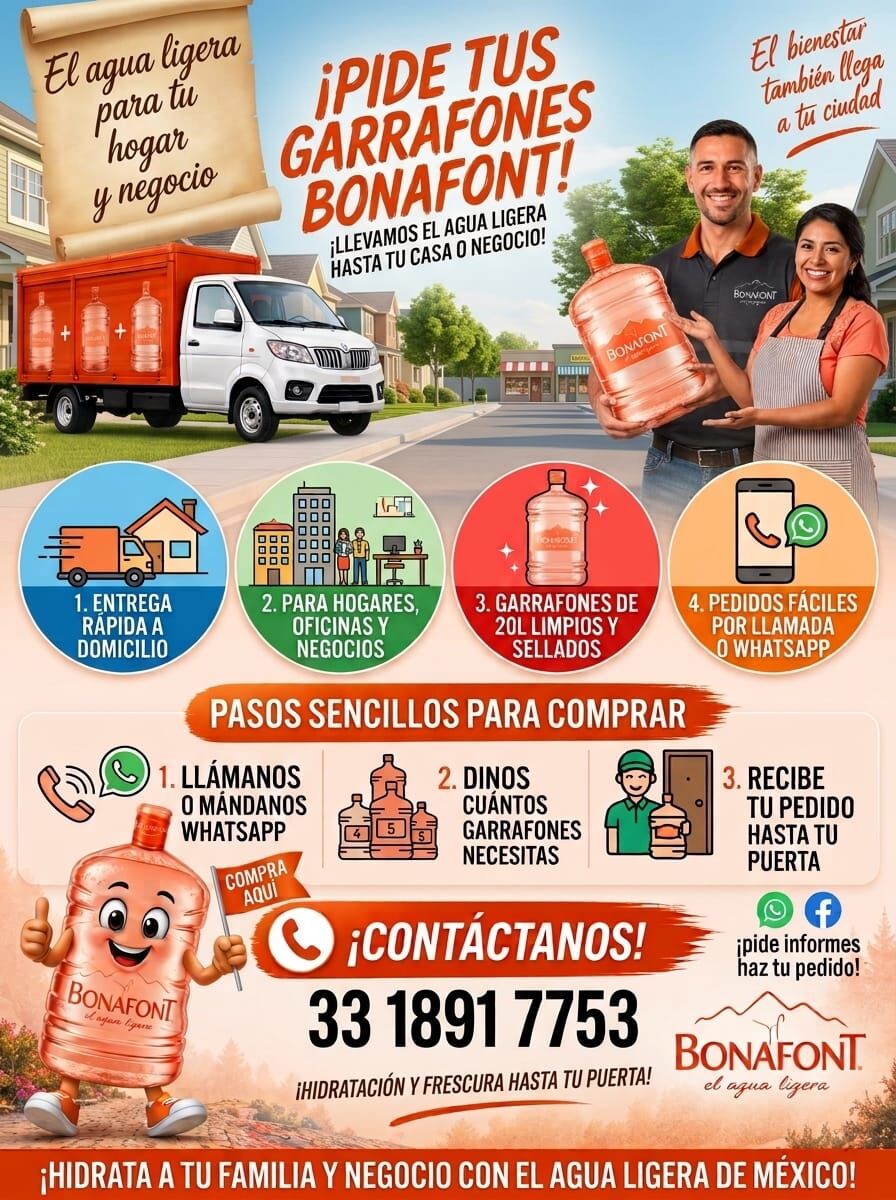 El agua ligera
para tu
hogar
y negocio
¡PIDE TUS
GARRAFONES
BONAFONT!
¡LLEVAMOS EL AGUA LIGERA
HASTA TU CASA O NEGOCIO!
El bienestar
también llega
a tu ciudad
+ +
BONAFONT
BONAFONT
1. ENTREGA
RÁPIDA A
DOMICILIO
2. PARA HOGARES,
OFICINAS Y
NEGOCIOS
3. GARRAFONES DE
20L LIMPIOS Y
SELLADOS
4. PEDIDOS FÁCILES
POR LLAMADA
O WHATSAPP
PASOS SENCILLOS PARA COMPRAR
1. LLÁMANOS
O MÁNDANOS
WHATSAPP
4 5 5
2. DINOS
CUÁNTOS
GARRAFONES
NECESITAS
3. RECIBE
TU PEDIDO
HASTA TU
PUERTA
COMPRA
AQUÍ
BONAFONT
el agua ligera
¡CONTÁCTANOS!
33 1891 7753
¡HIDRATACIÓN Y FRESCURA HASTA TU PUERTA!
¡pide informes
haz tu pedido!
BONAFONT®
el agua ligera
¡HIDRATA A TU FAMILIA Y NEGOCIO CON EL AGUA LIGERA DE MÉXICO!